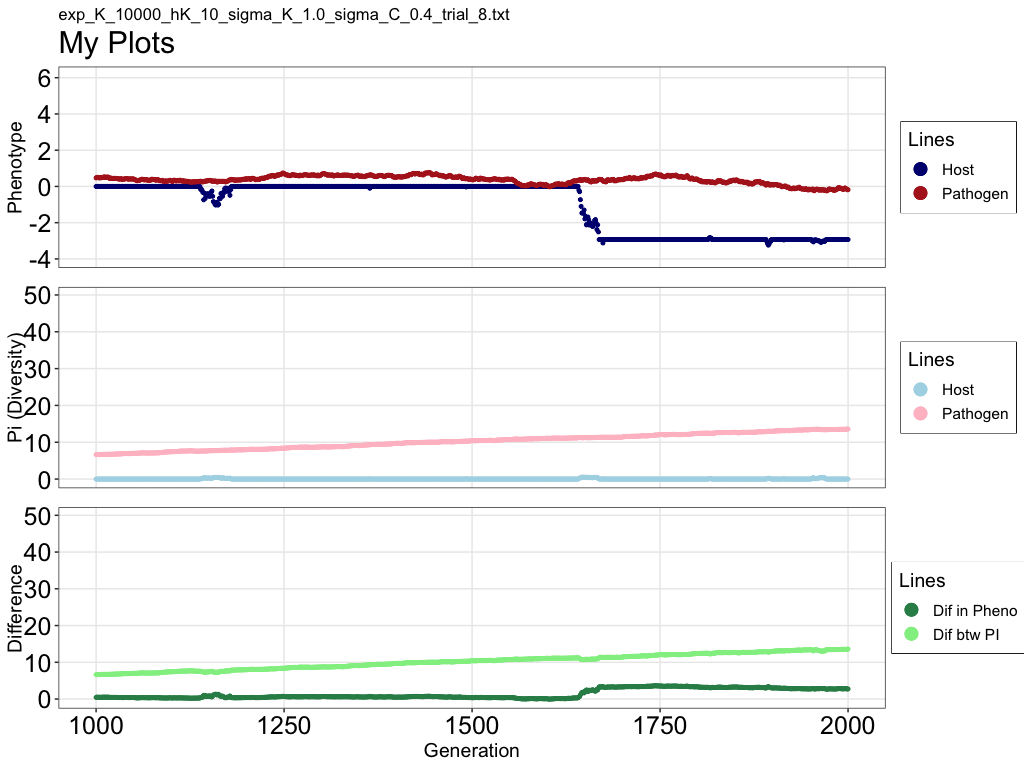 exp_K_10000_hK_10_sigma_K_1.0_sigma_C_0.4_trial_8.txt
My Plots
Phenotype
6
4
2
0
-2
-4
Lines
Host
Pathogen
Pi (Diversity)
50
40
30
20
10
0
Lines
Host
Pathogen
Difference
50
40
30
20
10
0
Lines
Dif in Pheno
Dif btw PI
1000 1250 1500 1750 2000
Generation